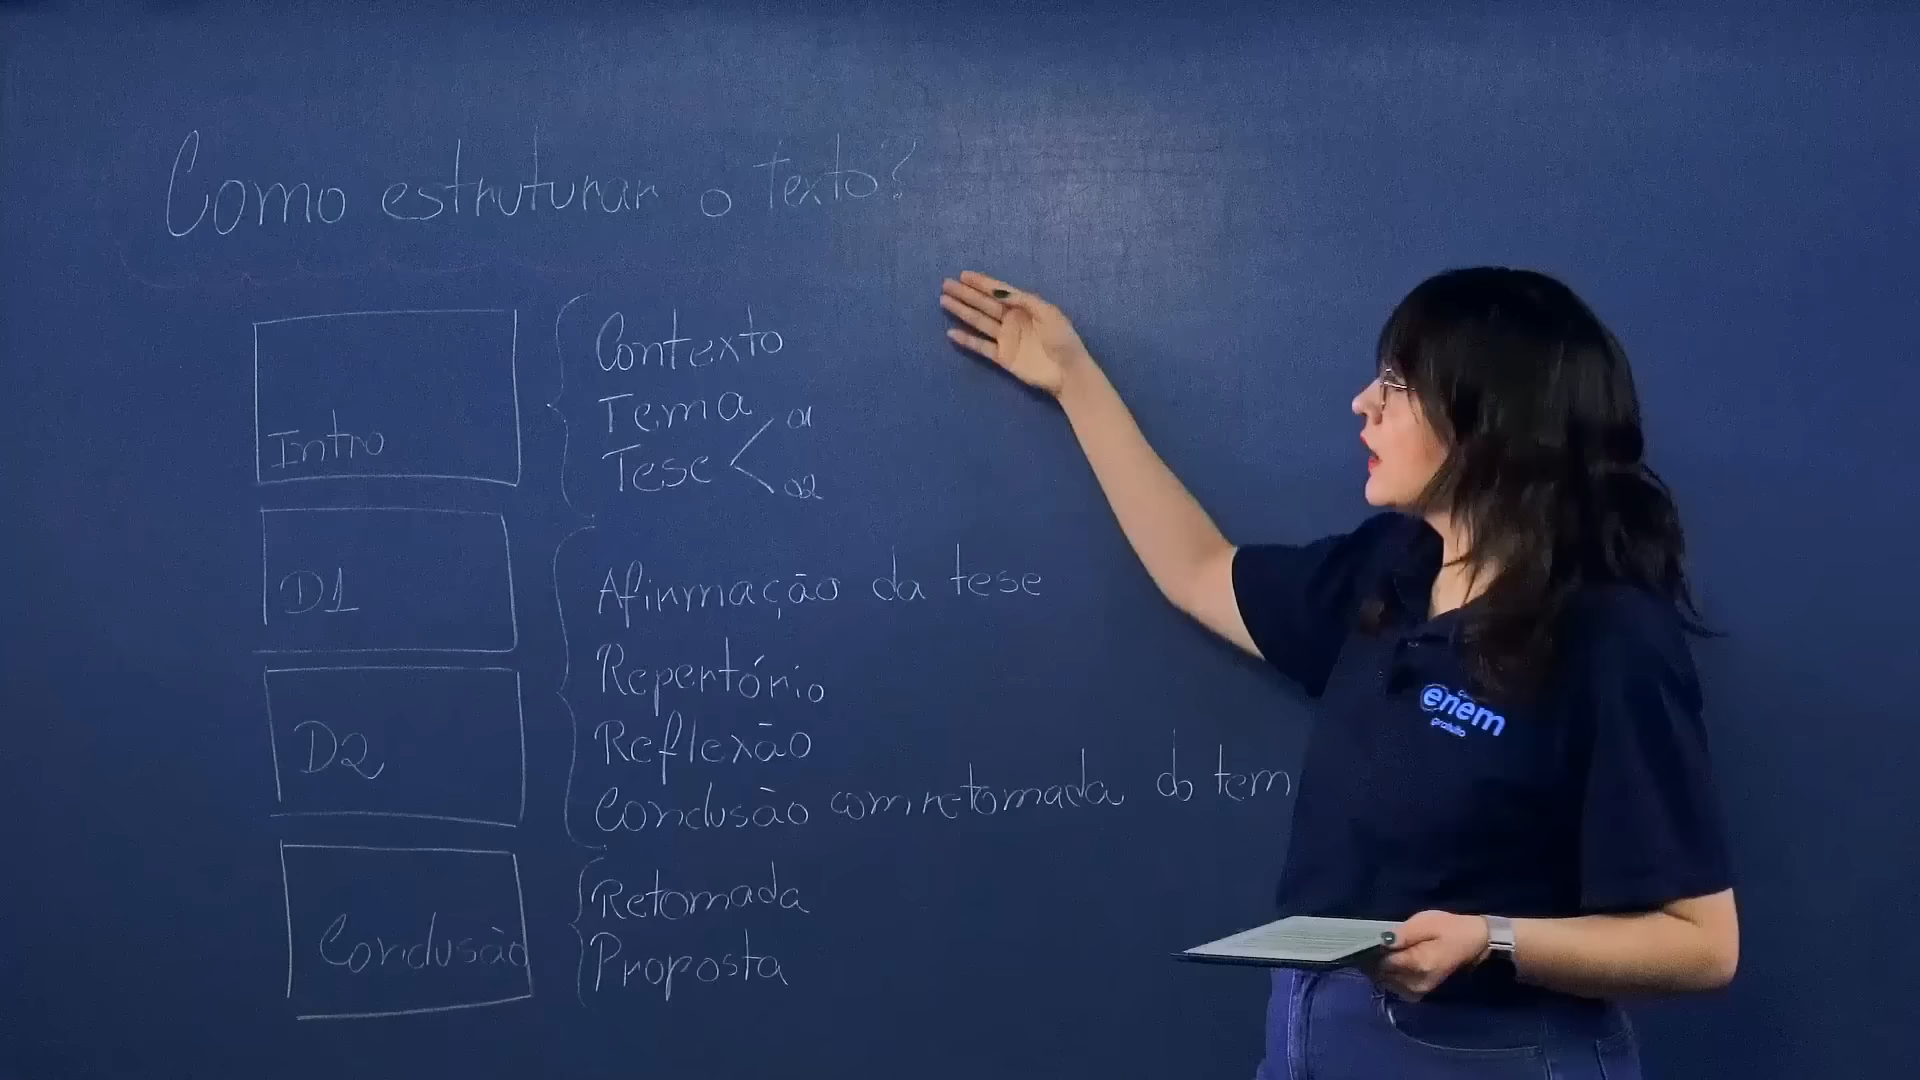 Como estruturar o texto?
Intro
Contexto
Tema
Tese
a1
a2
D1
D2
Afirmação da tese
Repertório
Reflexão
Conclusão com retomada do tem
Conclusão
Retomada
Proposta
enem
gratuito